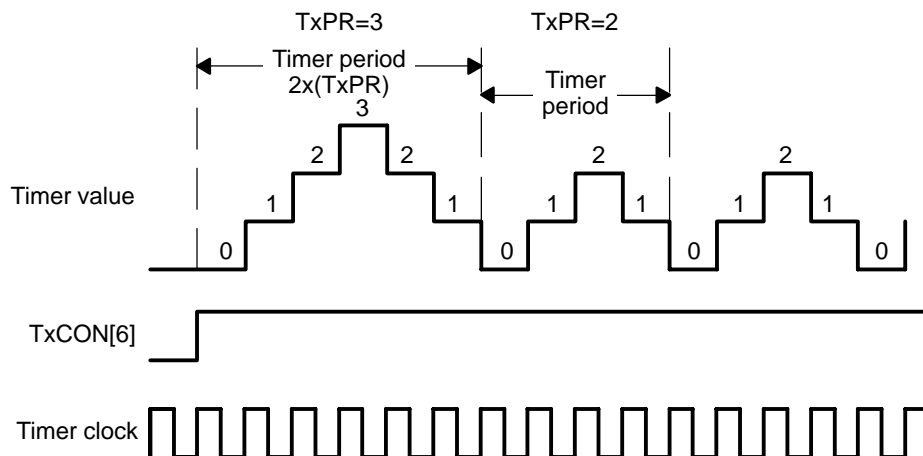 TxPR=3 TxPR=2
Timer period
2x(TxPR)
Timer
period
3
2 2 2 2
Timer value
1 1 1 1 1 1
0 0 0 0
TxCON[6]
Timer clock